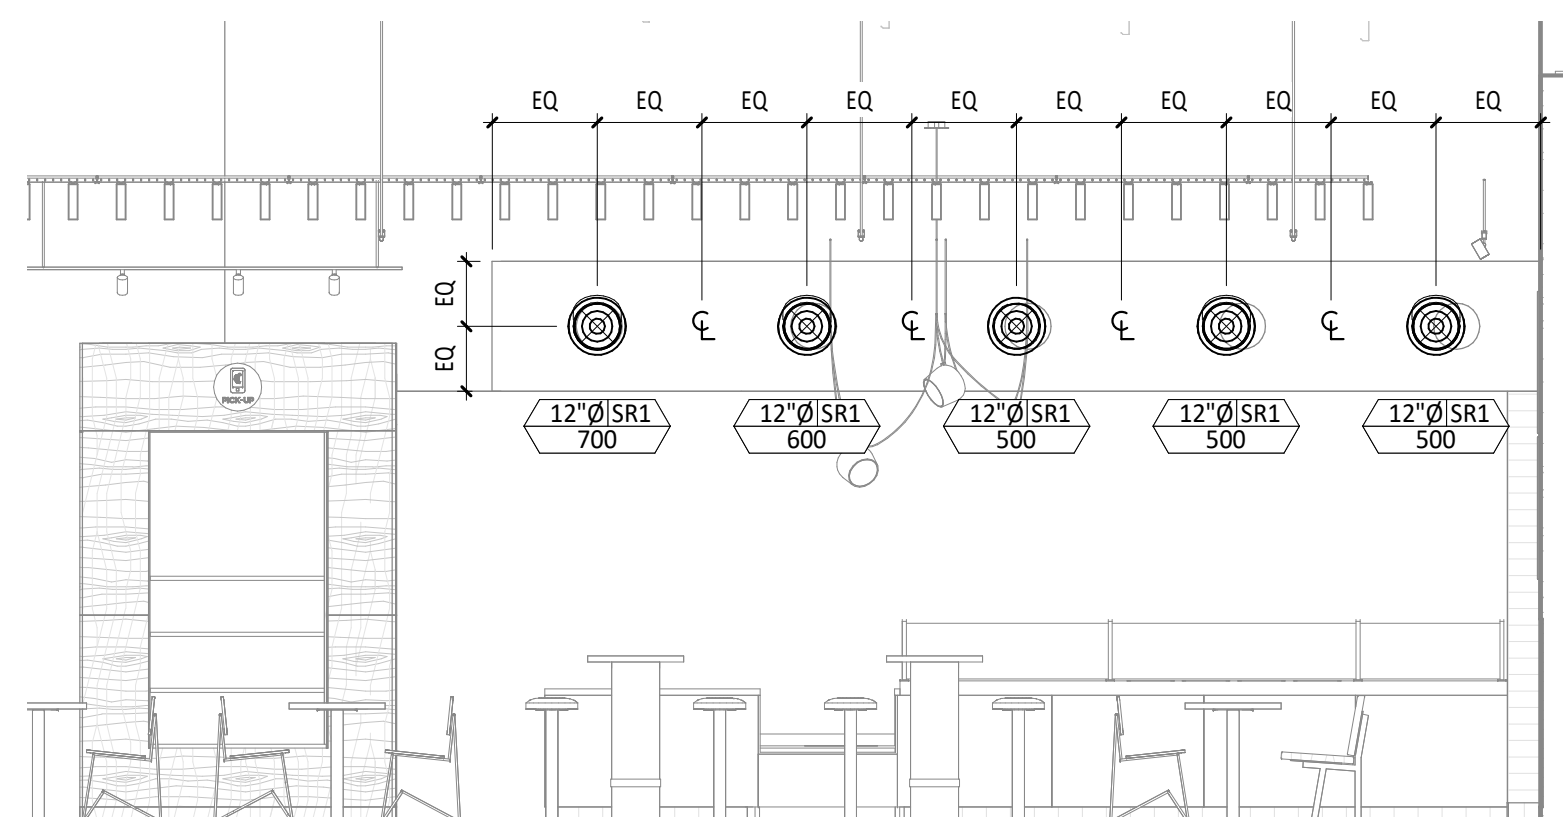 EQ EQ EQ EQ EQ EQ EQ EQ EQ EQ
EQ
℄ ℄ ℄ ℄
EQ
PICK-UP
12"Ø SR1 12"Ø SR1 12"Ø SR1 12"Ø SR1 12"Ø SR1
700 600 500 500 500